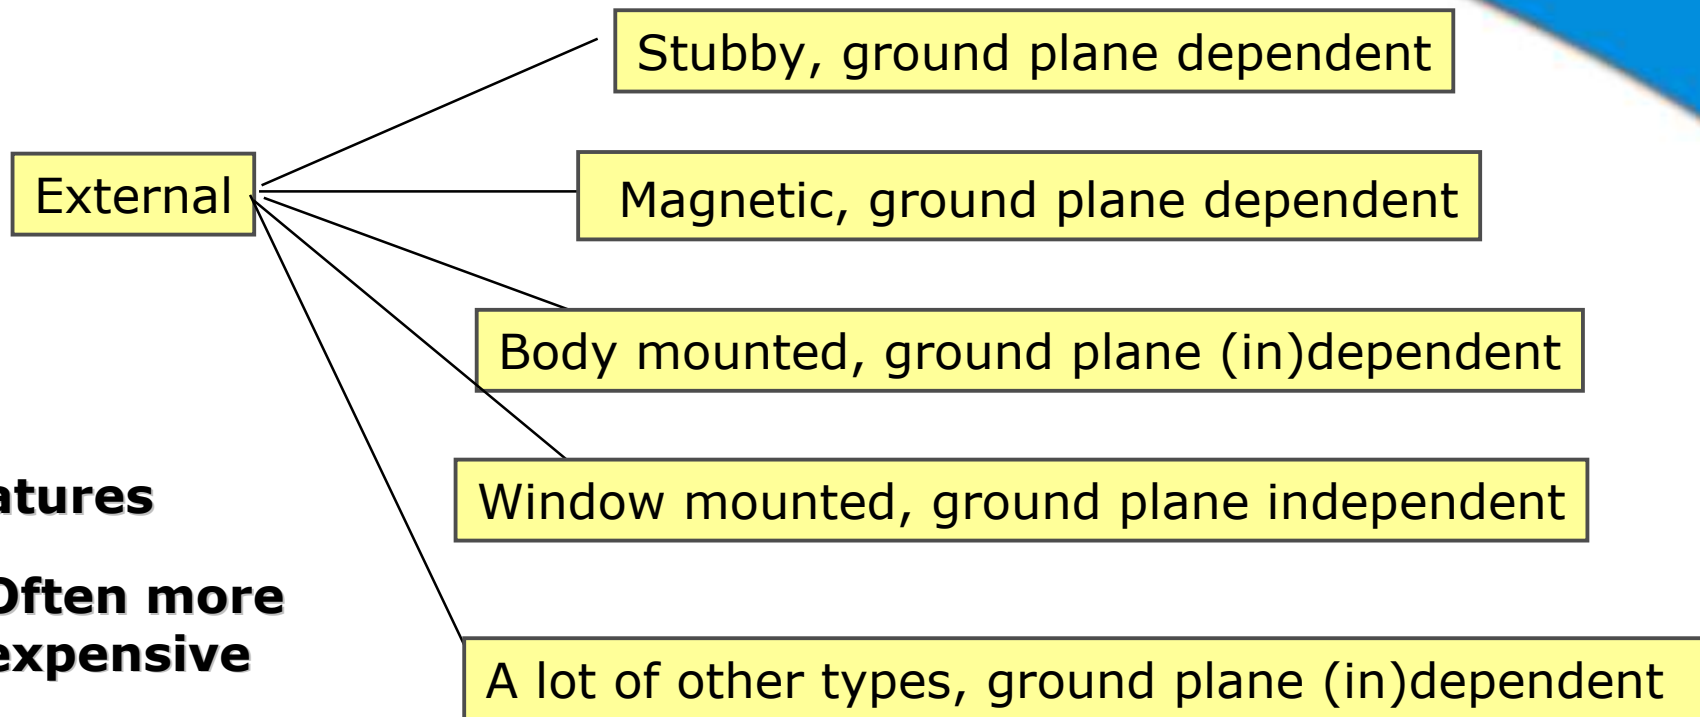 Stubby, ground plane dependent
External
Magnetic, ground plane dependent
Body mounted, ground plane (in)dependent
Window mounted, ground plane independent
atures
Often more
expensive
A lot of other types, ground plane (in)dependent